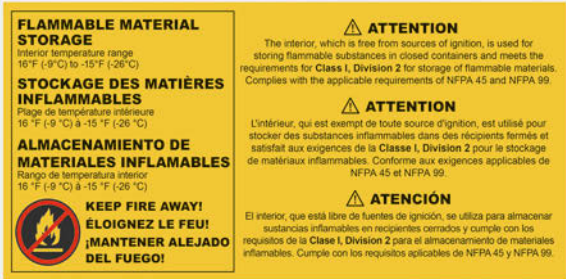 FLAMMABLE MATERIAL
STORAGE
Interior temperature range
16°F (-9°C) to -15°F (-26°C)
STOCKAGE DES MATIÈRES
INFLAMMABLES
Plage de température intérieure
16 °F (-9 °C) à -15 °F (-26 °C)
ALMACENAMIENTO DE
MATERIALES INFLAMABLES
Rango de temperatura interior
16 °F (-9 °C) à -15 °F (-26 °C)
KEEP FIRE AWAY!
ÉLOIGNEZ LE FEU!
¡MANTENER ALEJADO
DEL FUEGO!
ATTENTION
The interior, which is free from sources of ignition, is used for
storing flammable substances in closed containers and meets the
requirements for Class I, Division 2 for storage of flammable materials.
Complies with the applicable requirements of NFPA 45 and NFPA 99.
ATTENTION
L'intérieur, qui est exempt de toute source d'ignition, est utilisé pour
stocker des substances inflammables dans des récipients fermés et
satisfait aux exigences de la Classe I, Division 2 pour le stockage
de matériaux inflammables. Conforme aux exigences applicables de
NFPA 45 et NFPA 99.
ATENCIÓN
El interior, que está libre de fuentes de ignición, se utiliza para almacenar
sustancias inflamables en recipientes cerrados y cumple con los
requisitos de la Clase I, Division 2 para el almacenamiento de materiales
inflamables. Cumple con los requisitos aplicables de NFPA 45 y NFPA 99.